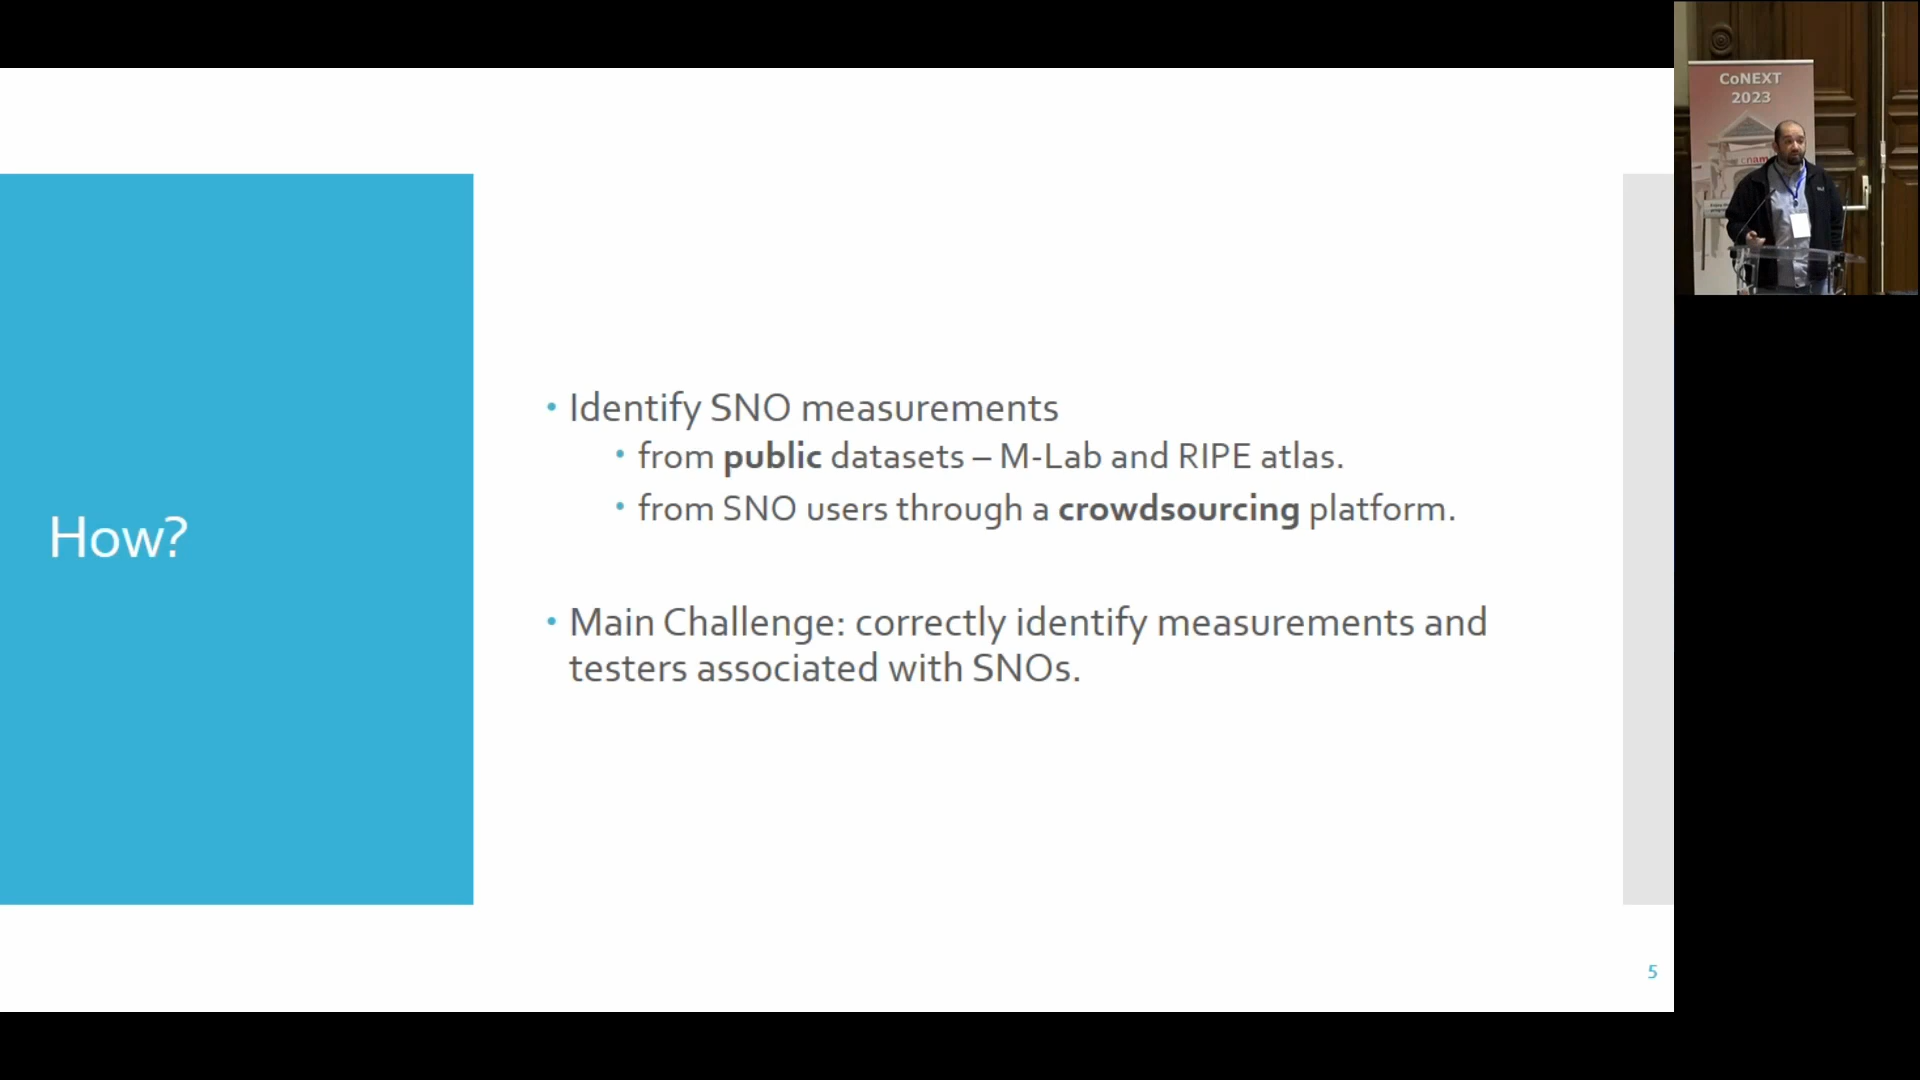 How?
• Identify SNO measurements
• from public datasets – M-Lab and RIPE atlas.
• from SNO users through a crowdsourcing platform.
• Main Challenge: correctly identify measurements and
testers associated with SNOs.
5
CoNEXT
2023